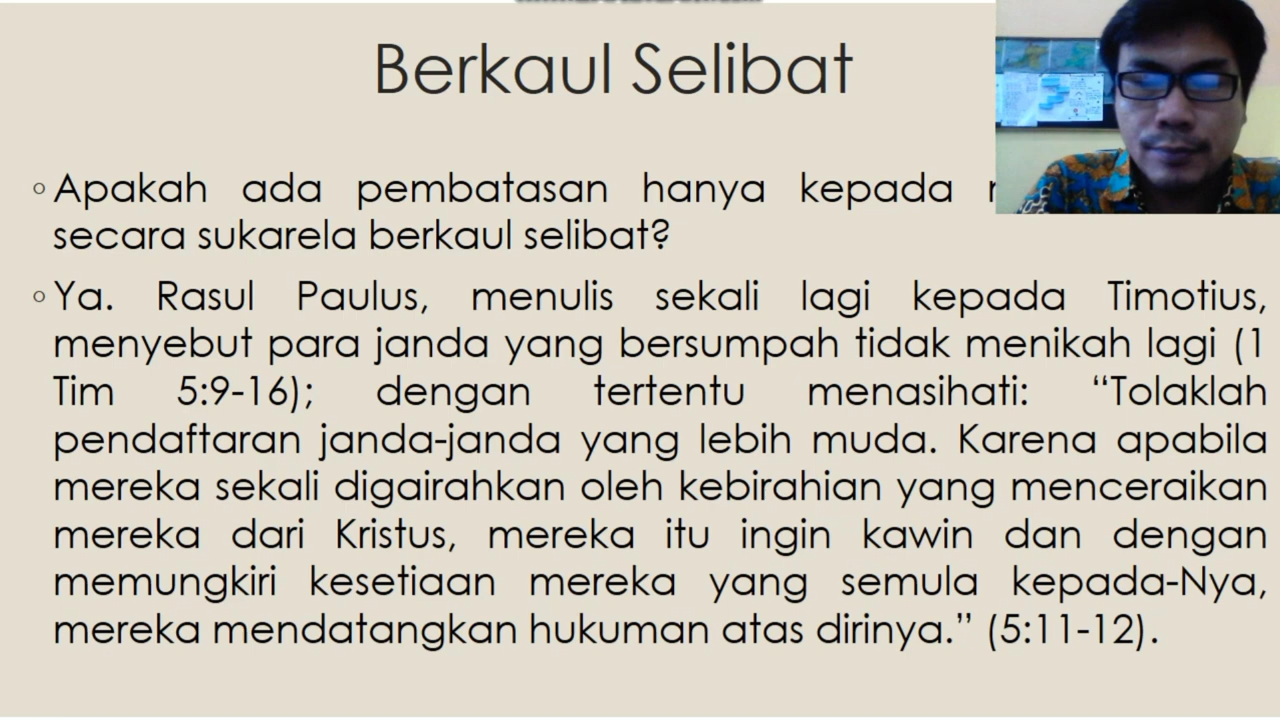 Berkaul Selibat
◦ Apakah ada pembatasan hanya kepada
secara sukarela berkaul selibat?
◦ Ya. Rasul Paulus, menulis sekali lagi kepada Timotius,
menyebut para janda yang bersumpah tidak menikah lagi (1
Tim 5:9-16); dengan tertentu menasihati: “Tolaklah
pendaftaran janda-janda yang lebih muda. Karena apabila
mereka sekali digairahkan oleh kebirahian yang menceraikan
mereka dari Kristus, mereka itu ingin kawin dan dengan
memungkiri kesetiaan mereka yang semula kepada-Nya,
mereka mendatangkan hukuman atas dirinya.” (5:11-12).